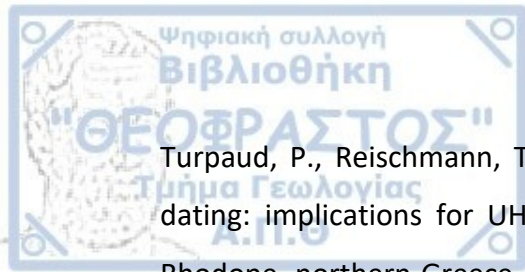 Ψηφιακή συλλογή
Βιβλιοθήκη
"ΘΕΟΦΡΑΣΤΟΣ"
Turpaud, P., Reischmann, T
Τμήμα Γεωλογίας
dating: implications for UH
Α.Π.Θ
Rhodope, northern Greece